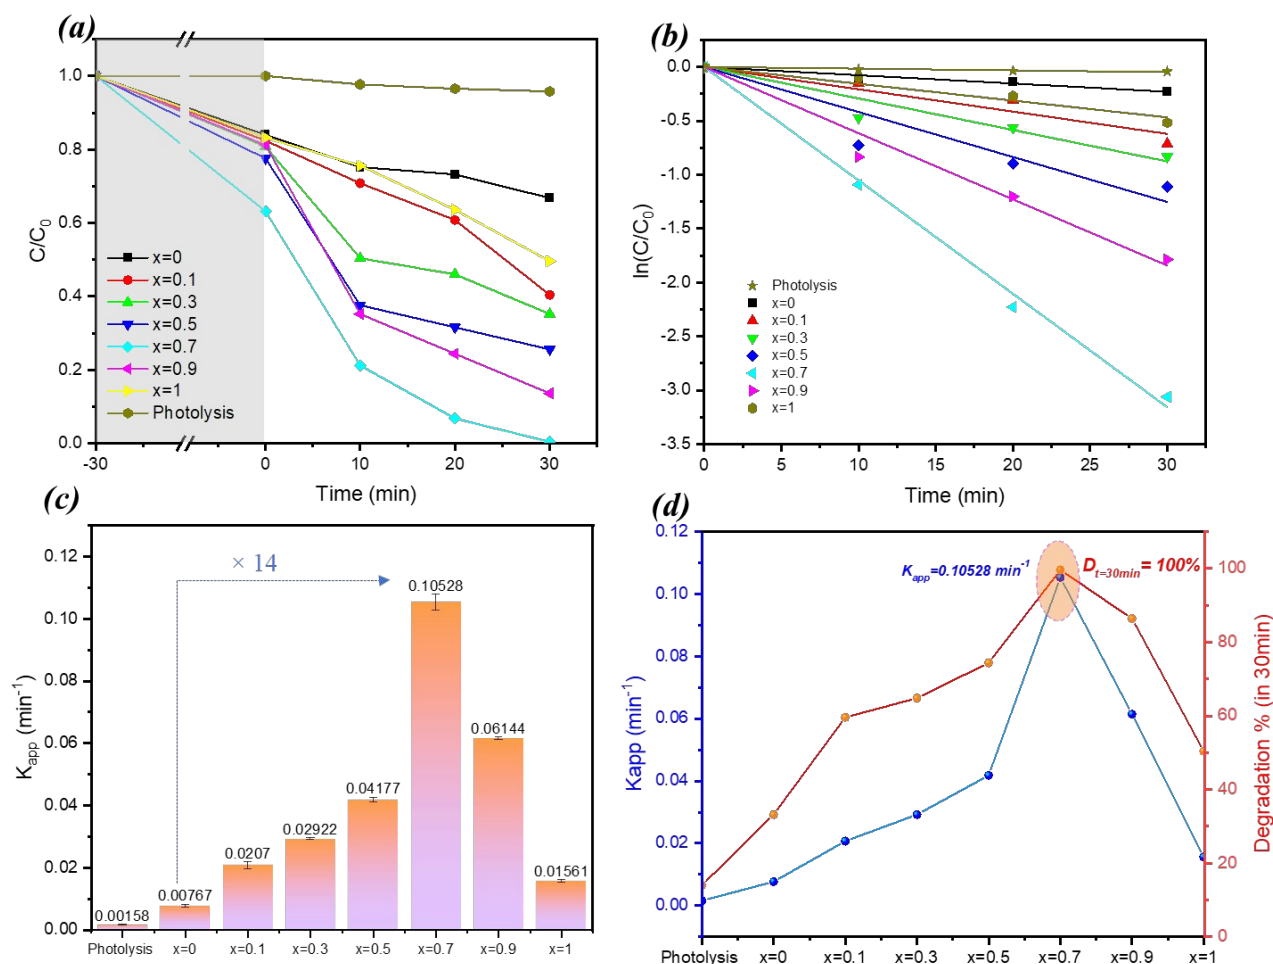 (a)
1.0
0.8
0.6
0.4
0.2
0.0
C/C₀
x=0
x=0.1
x=0.3
x=0.5
x=0.7
x=0.9
x=1
Photolysis
-30
0
10
20
30
Time (min)
(b)
0.0
-0.5
-1.0
-1.5
-2.0
-2.5
-3.0
-3.5
ln(C/C₀)
Photolysis
x=0
x=0.1
x=0.3
x=0.5
x=0.7
x=0.9
x=1
0
5
10
15
20
25
30
Time (min)
(c)
0.12
0.10
0.08
0.06
0.04
0.02
0.00
K_app (min⁻¹)
× 14
0.00158
0.00767
0.0207
0.02922
0.04177
0.10528
0.06144
0.01561
Photolysis
x=0
x=0.1
x=0.3
x=0.5
x=0.7
x=0.9
x=1
(d)
0.12
0.10
0.08
0.06
0.04
0.02
0.00
Kapp (min⁻¹)
K_app=0.10528 min⁻¹
D_t=30min= 100%
100
80
60
40
20
0
Degradation % (in 30min)
Photolysis
x=0
x=0.1
x=0.3
x=0.5
x=0.7
x=0.9
x=1